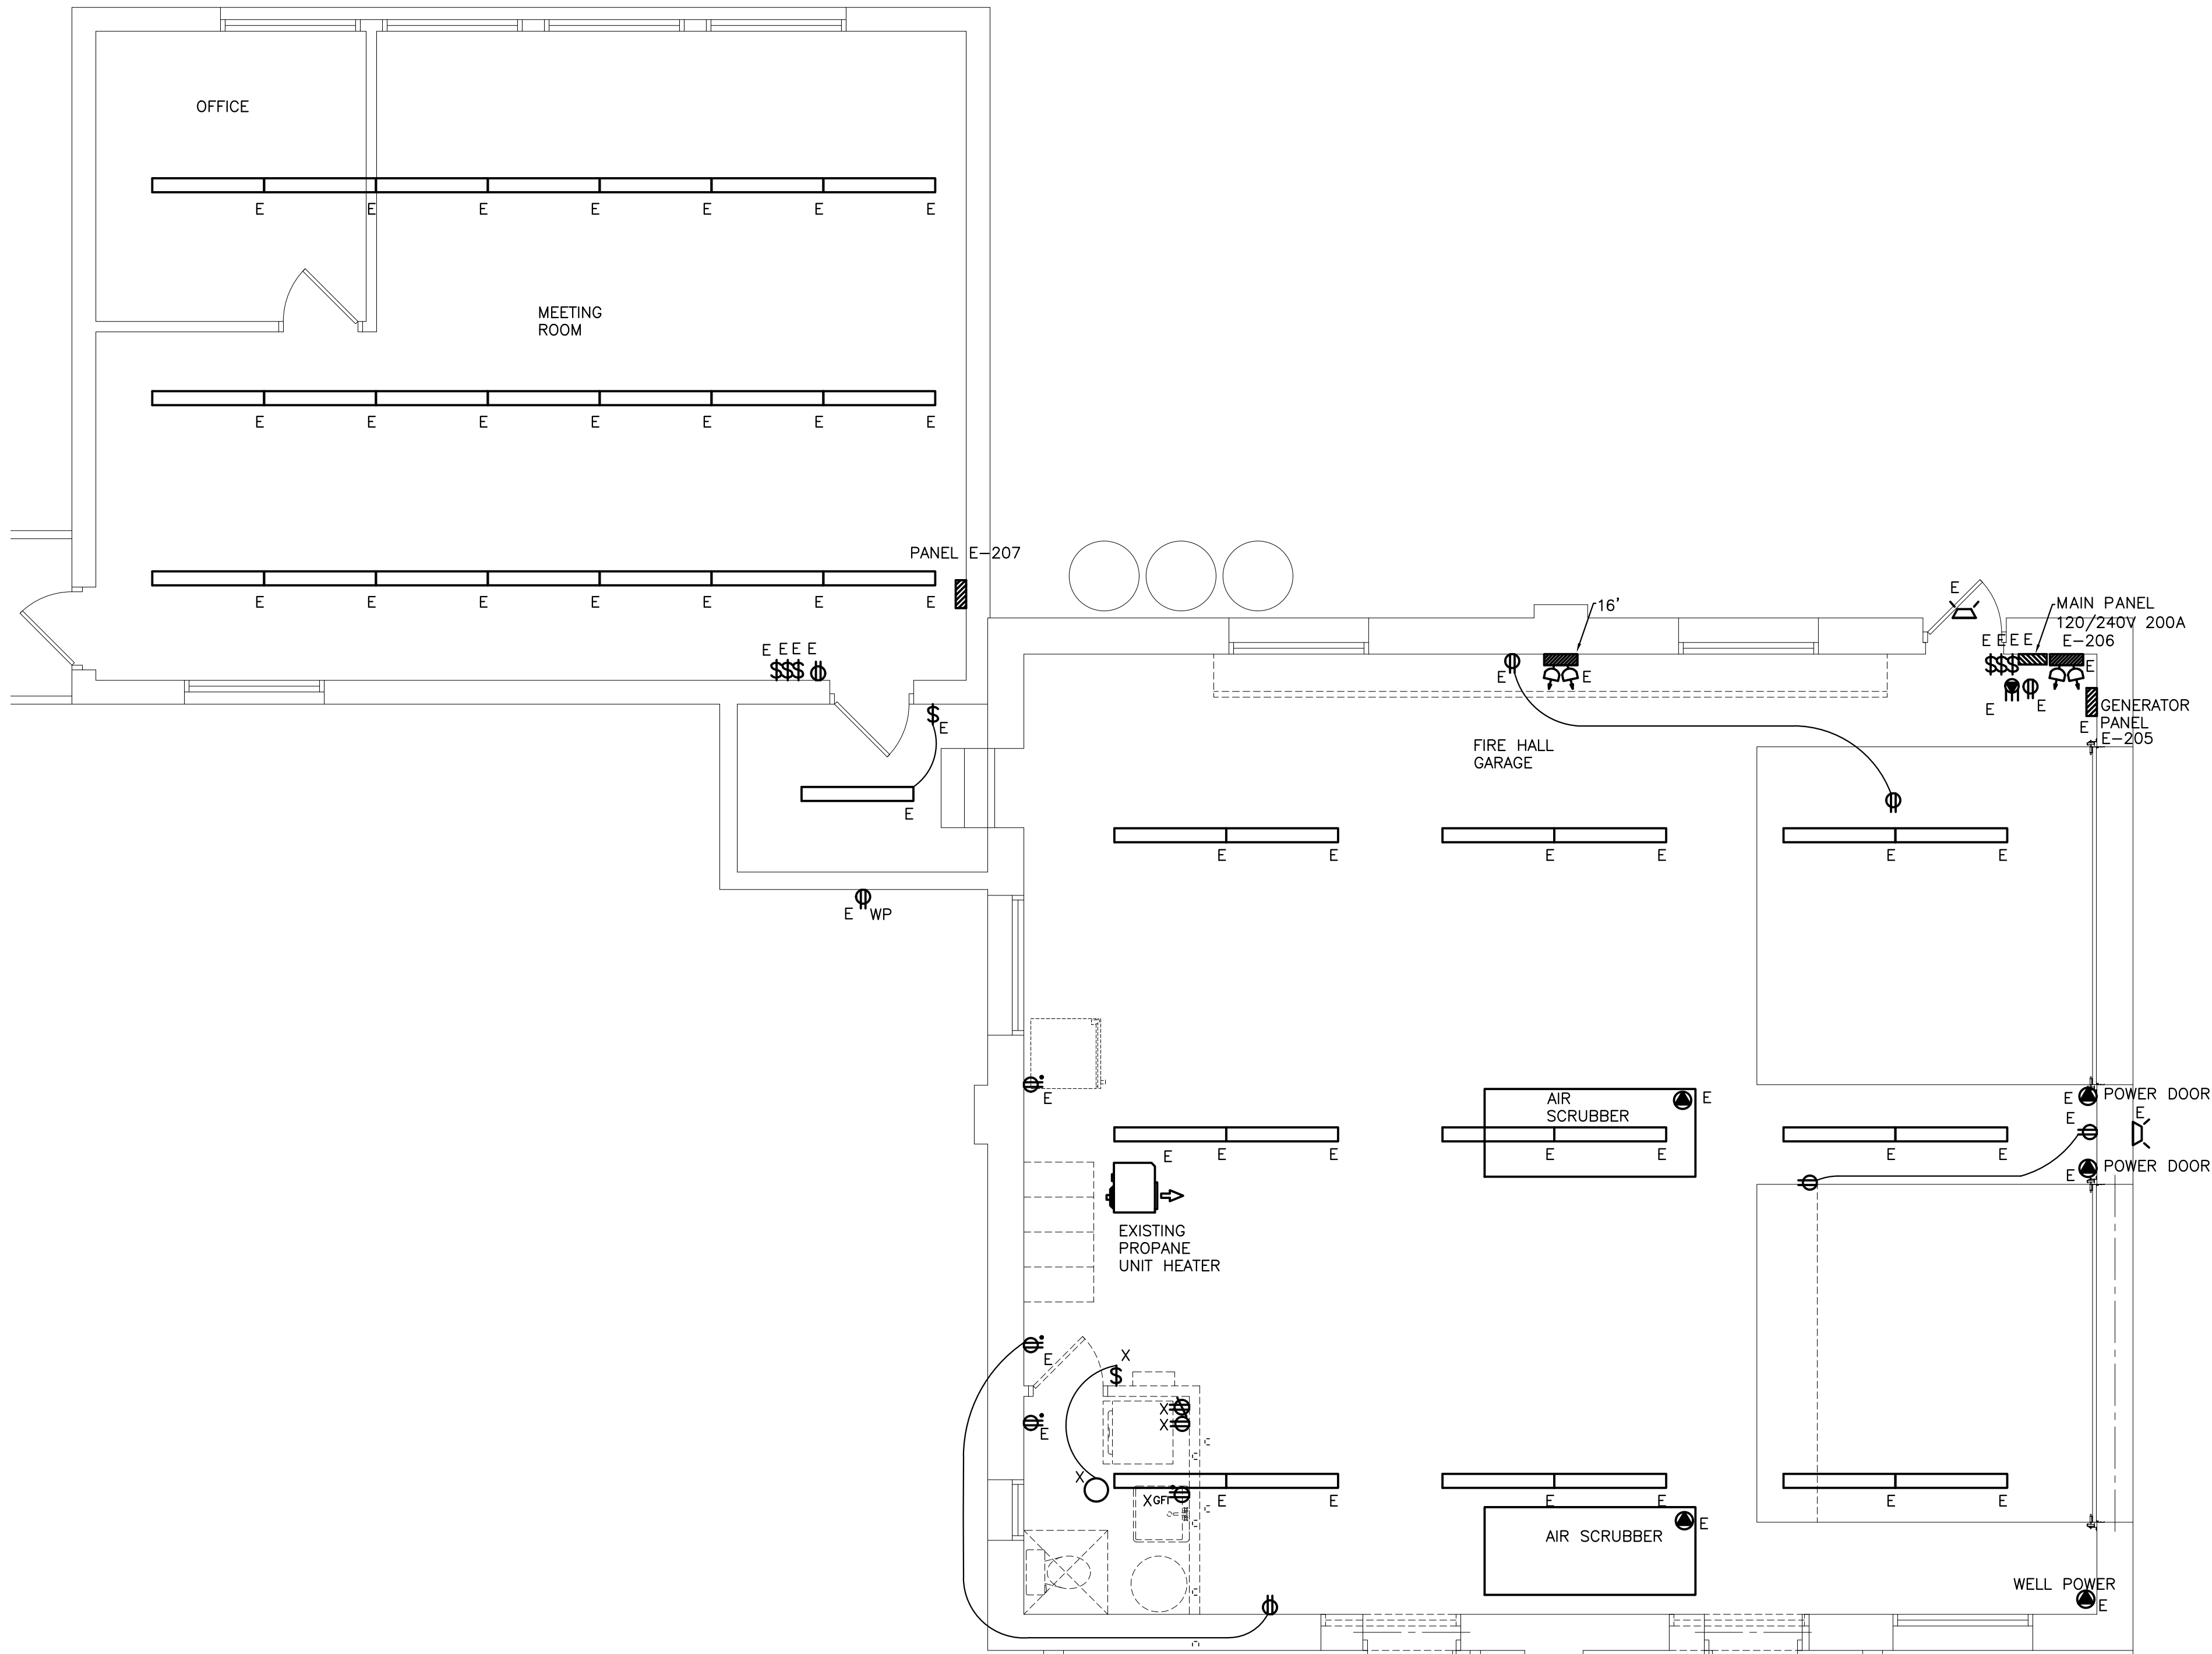 OFFICE
E E E E E E E
MEETING
ROOM
E E E E E E E
PANEL E-207
E E E E E E E
E E E E
E
E
E WP
16'
E
MAIN PANEL
120/240V 200A
E-206
E E E E
E
E E
E E
GENERATOR
PANEL
E-205
E
FIRE HALL
GARAGE
E E E E E E
E
AIR
SCRUBBER
E
E POWER DOOR
E E
E POWER DOOR
E
E E E E E E
EXISTING
PROPANE
UNIT HEATER
E
X
E
X
X
X
X GFI
E E E E E E
AIR SCRUBBER
E
WELL POWER
E